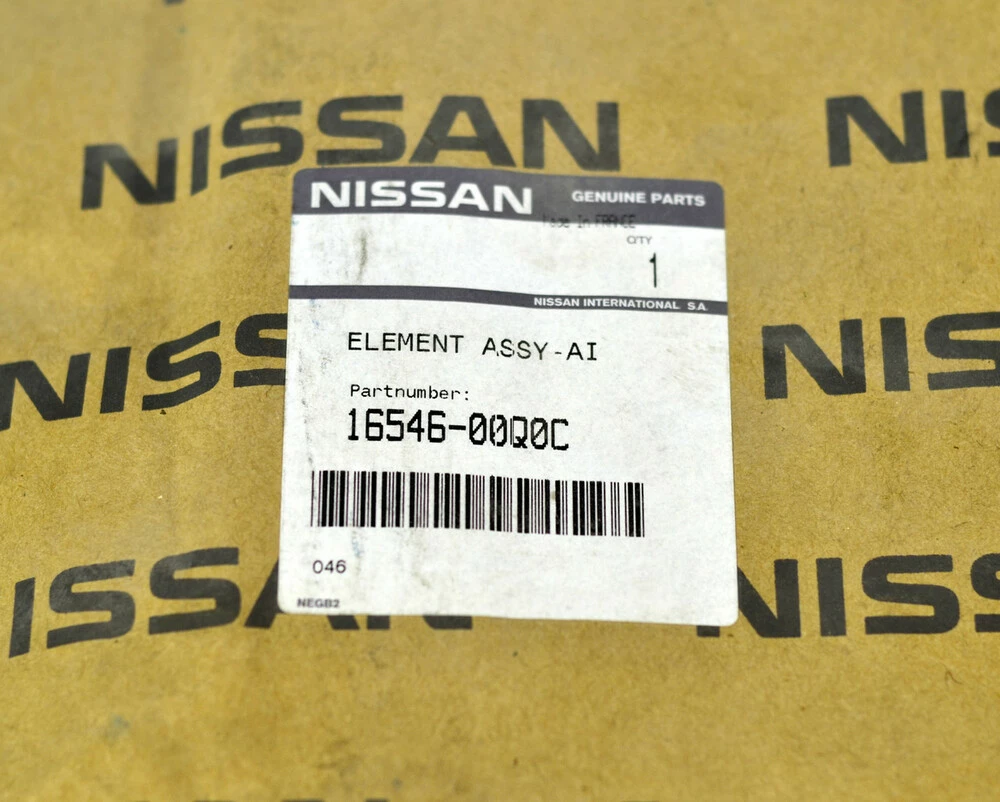 NISSAN
NIS
NISSAN GENUINE PARTS
Made In FRANCE
QTY
1
NISSAN INTERNATIONAL S.A.
ELEMENT ASSY-AI
Partnumber:
16546-00Q0C
046
NEGB2
NISS
NIS
NISSAN
NISS